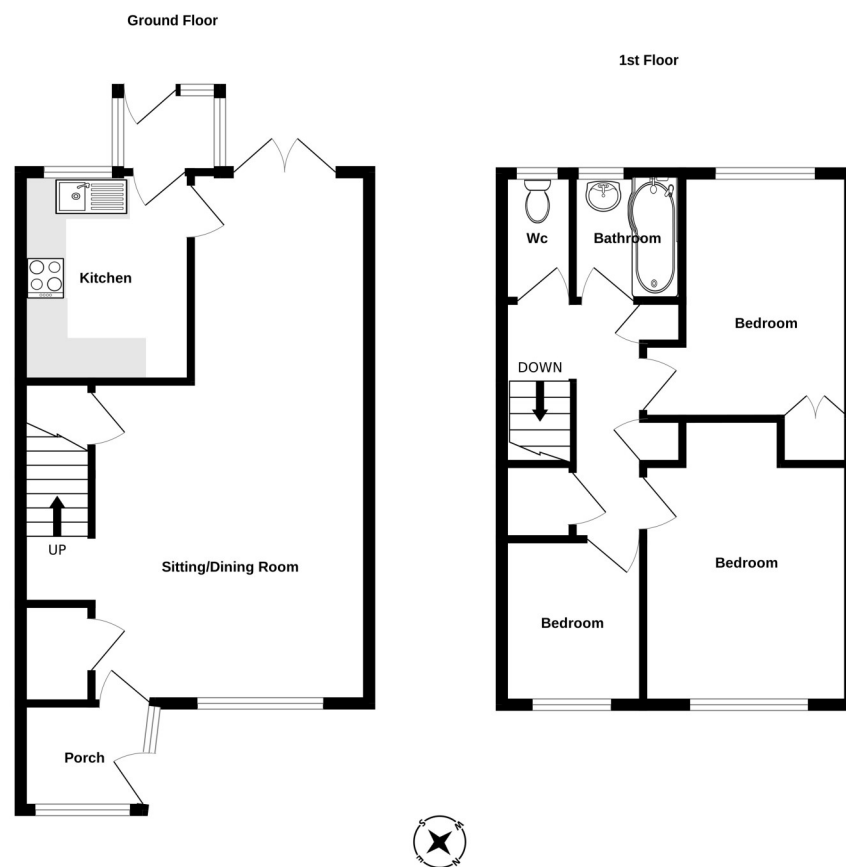 Ground Floor
1st Floor
Kitchen
UP
Sitting/Dining Room
Porch
Wc
Bathroom
Bedroom
DOWN
Bedroom
Bedroom
S
W
E
N